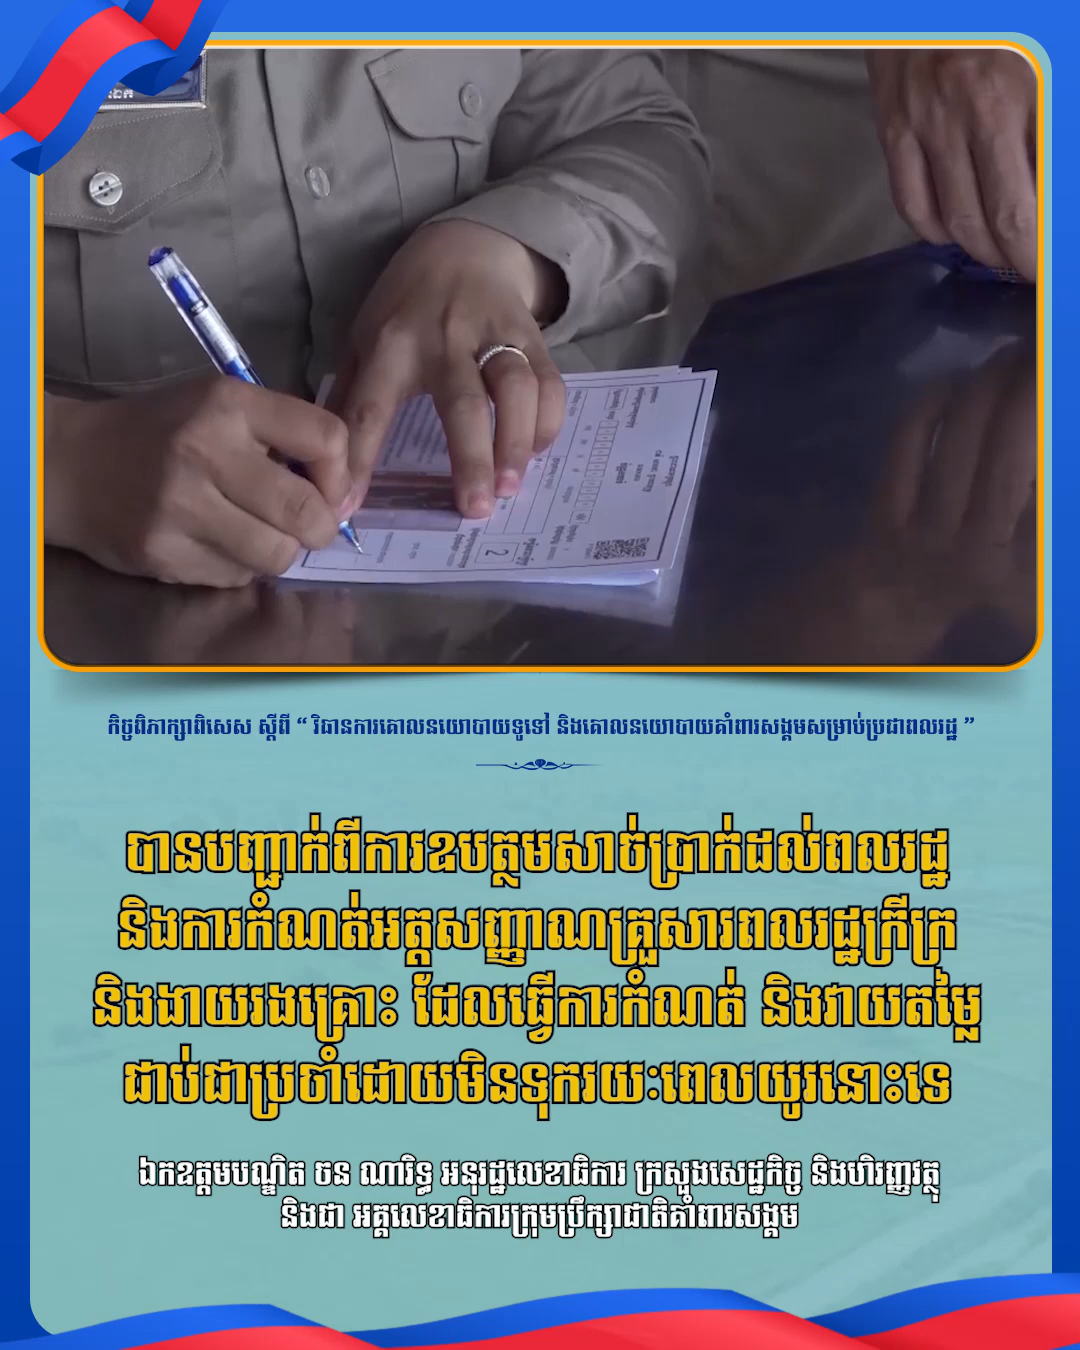 កិច្ចពិភាក្សាពិសេស ស្តីពី “ វិធានការគោលនយោបាយទូទៅ និងគោលនយោបាយគាំពារសង្គមសម្រាប់ប្រជាពលរដ្ឋ ”
បានបញ្ជាក់ពីការឧបត្ថមសាច់ប្រាក់ដល់ពលរដ្ឋ
និងការកំណត់អត្តសញ្ញាណគ្រួសារពលរដ្ឋក្រីក្រ
និងងាយរងគ្រោះ ដែលធ្វើការកំណត់ និងវាយតម្លៃ
ជាប់ជាប្រចាំដោយមិនទុករយៈពេលយូរនោះទេ
ឯកឧត្តមបណ្ឌិត ចន ណារិទ្ធ អនុរដ្ឋលេខាធិការ ក្រសួងសេដ្ឋកិច្ច និងហិរញ្ញវត្ថុ
និងជា អគ្គលេខាធិការក្រុមប្រឹក្សាជាតិគាំពារសង្គម